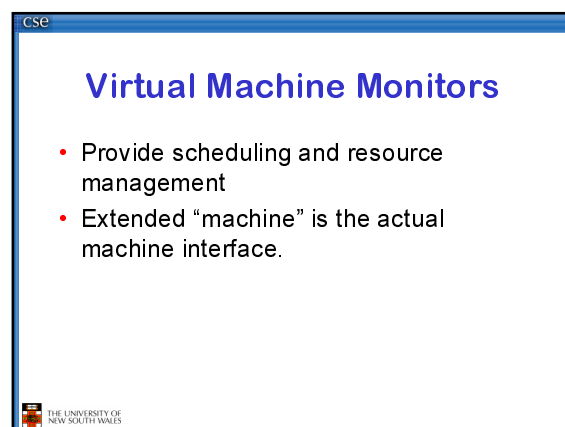 cse
Virtual Machine Monitors
• Provide scheduling and resource
management
• Extended “machine” is the actual
machine interface.
THE UNIVERSITY OF
NEW SOUTH WALES